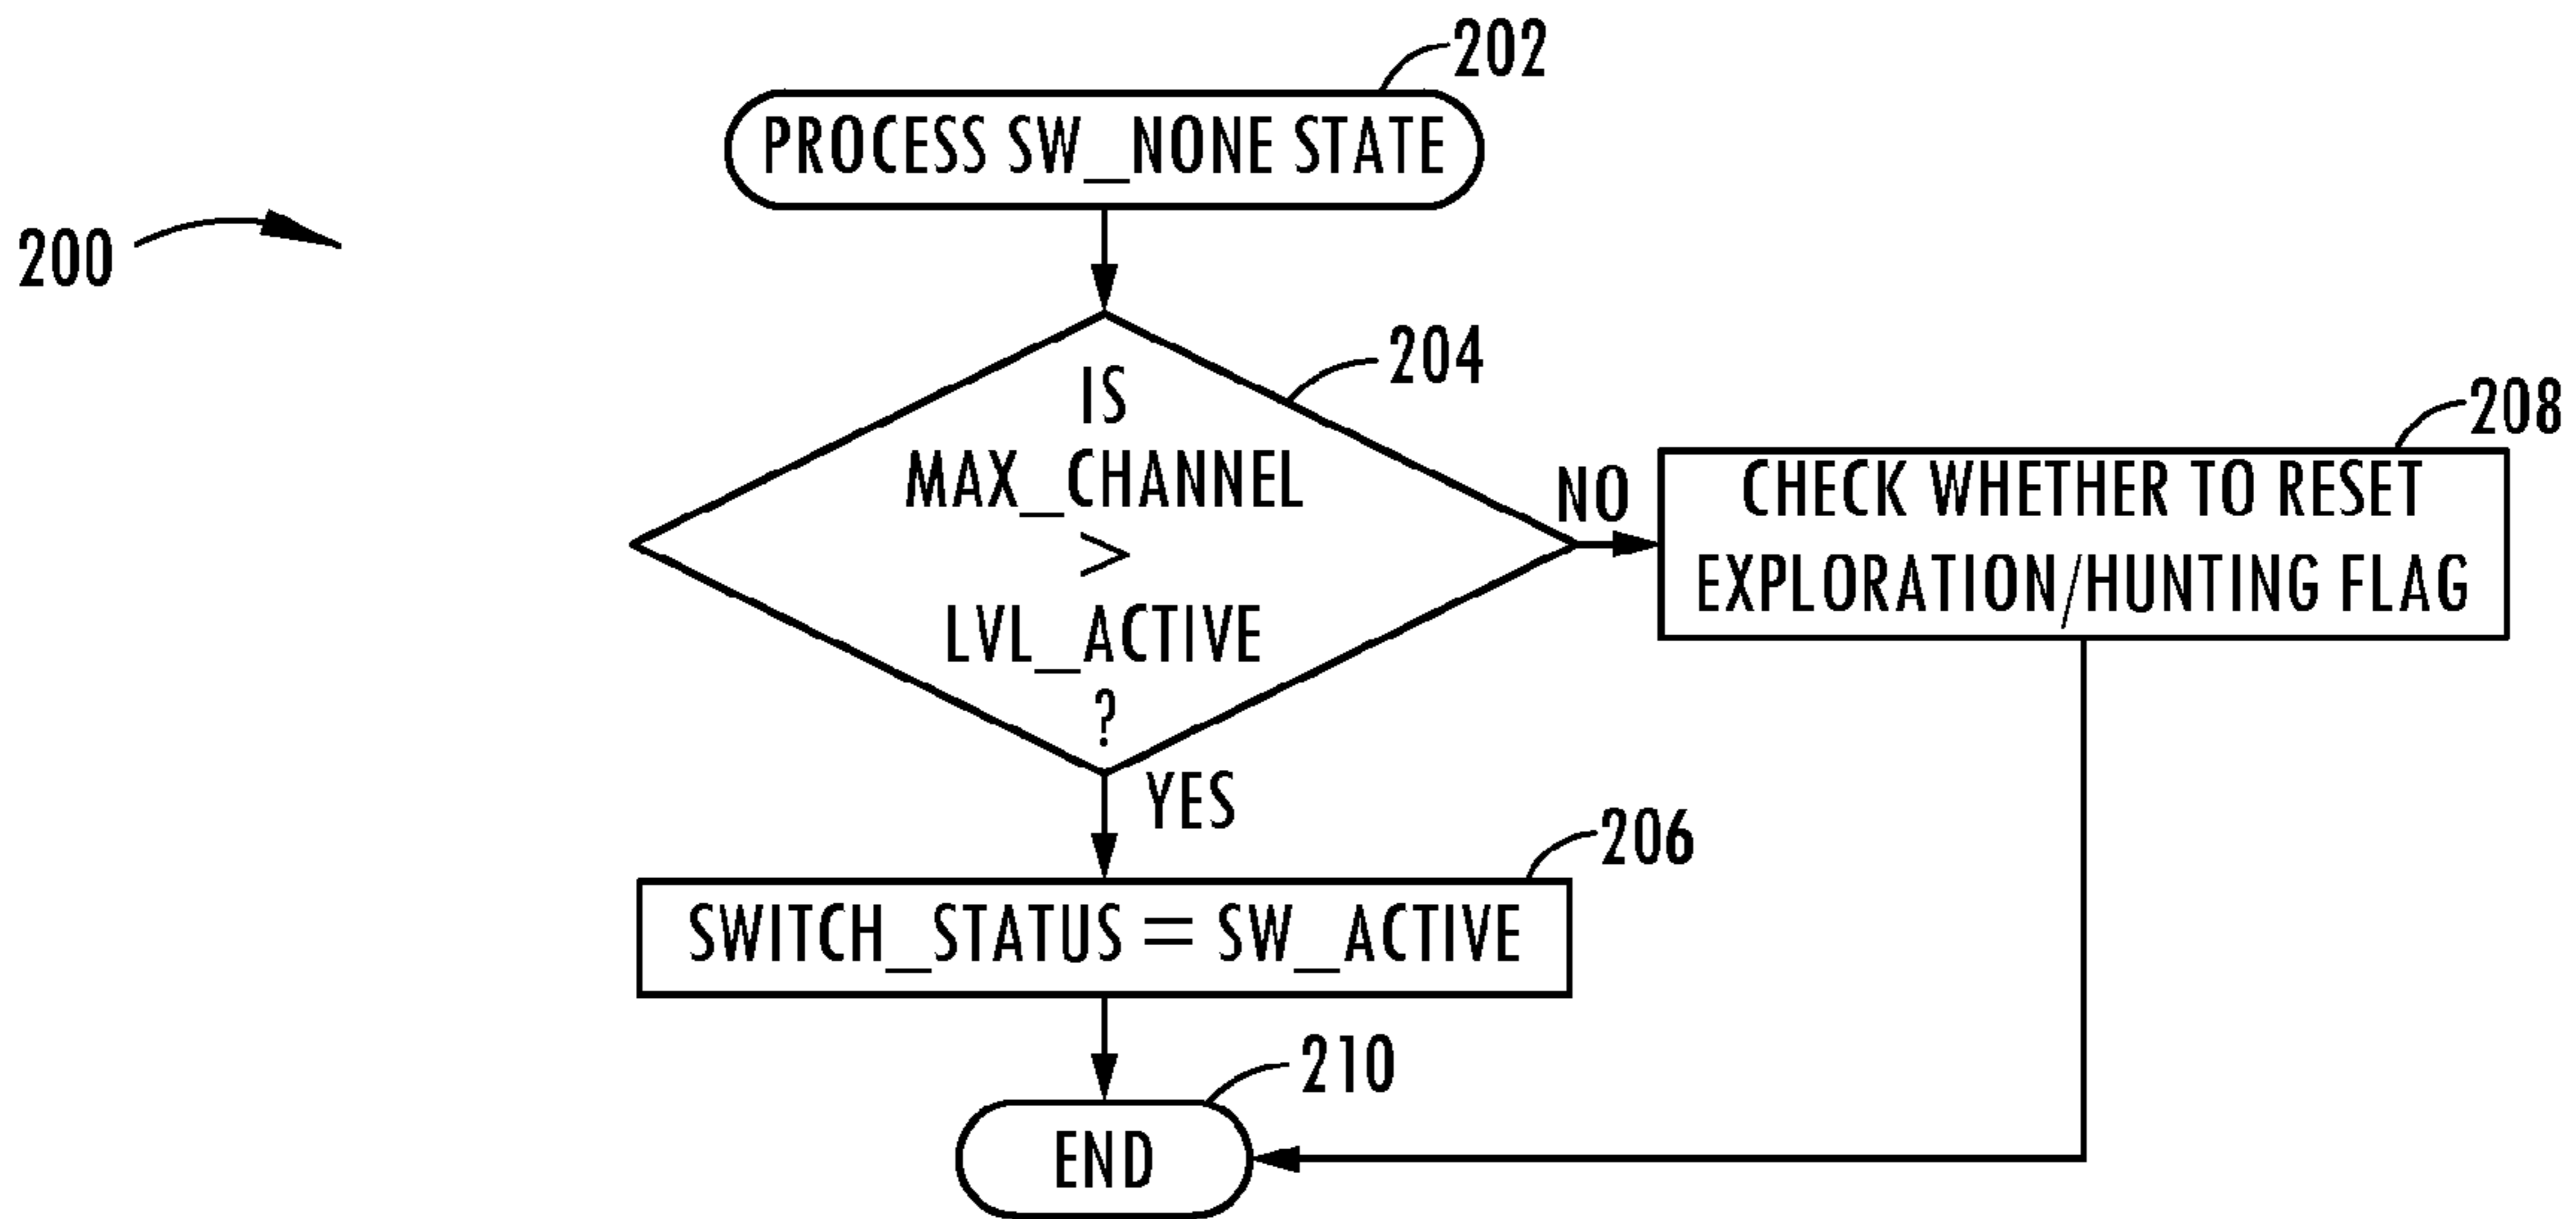 202
PROCESS SW_NONE STATE
200
204
IS
MAX_CHANNEL
>
LVL_ACTIVE
?
NO
208
CHECK WHETHER TO RESET
EXPLORATION/HUNTING FLAG
YES
206
SWITCH_STATUS = SW_ACTIVE
210
END